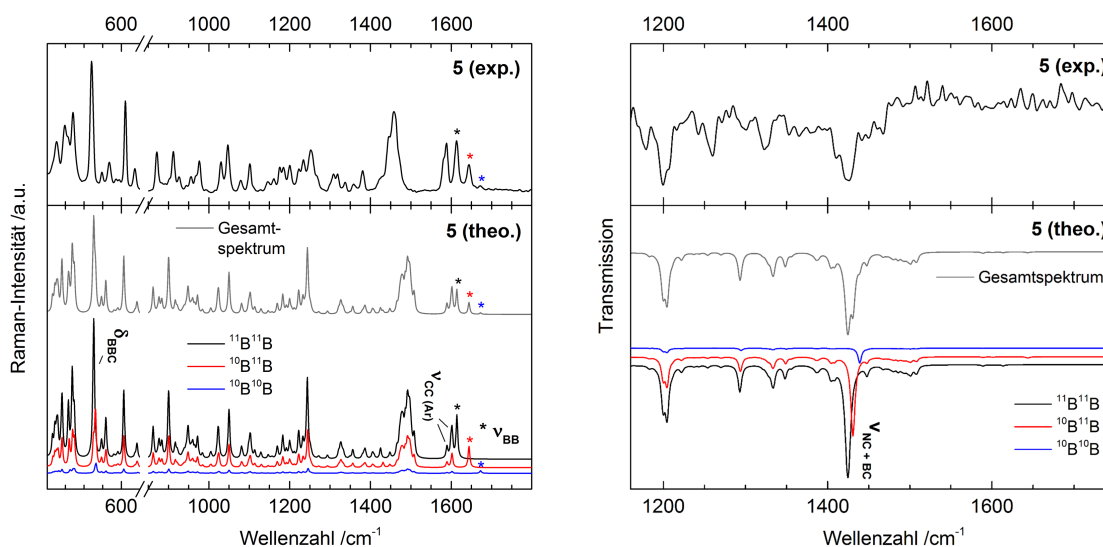 600 1000 1200 1400 1600
5 (exp.)
*
*
*
5 (theo.)
Gesamt-
spektrum
*
*
*
δBBC
¹¹B¹¹B
¹⁰B¹¹B
¹⁰B¹⁰B
νCC (Ar)
*
* νBB
*
*
600 1000 1200 1400 1600
Wellenzahl /cm⁻¹
Raman-Intensität /a.u.
1200 1400 1600
5 (exp.)
5 (theo.)
Gesamtspektrum
¹¹B¹¹B
¹⁰B¹¹B
¹⁰B¹⁰B
νNC + BC
1200 1400 1600
Wellenzahl /cm⁻¹
Transmission